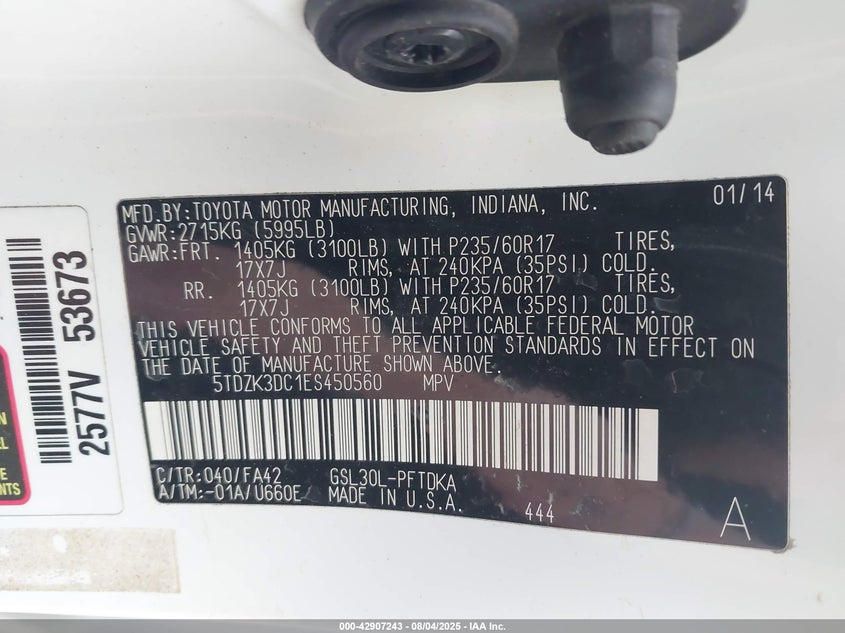 MFD.BY:TOYOTA MOTOR MANUFACTURING, INDIANA, INC. 01/14
GVWR:2715KG (5995LB)
GAWR:FRT. 1405KG (3100LB) WITH P235/60R17 TIRES,
17X7J RIMS, AT 240KPA (35PSI) COLD.
RR. 1405KG (3100LB) WITH P235/60R17 TIRES,
17X7J RIMS, AT 240KPA (35PSI) COLD.
THIS VEHICLE CONFORMS TO ALL APPLICABLE FEDERAL MOTOR
VEHICLE SAFETY AND THEFT PREVENTION STANDARDS IN EFFECT ON
THE DATE OF MANUFACTURE SHOWN ABOVE.
5TDZK3DC1ES450560 MPV
C/TR:040/FA42 GSL30L-PFTDKA
A/TM:-01A/U660E MADE IN U.S.A. 444 A
2577V 53673
000-42907243 - 08/04/2025 - IAA Inc.